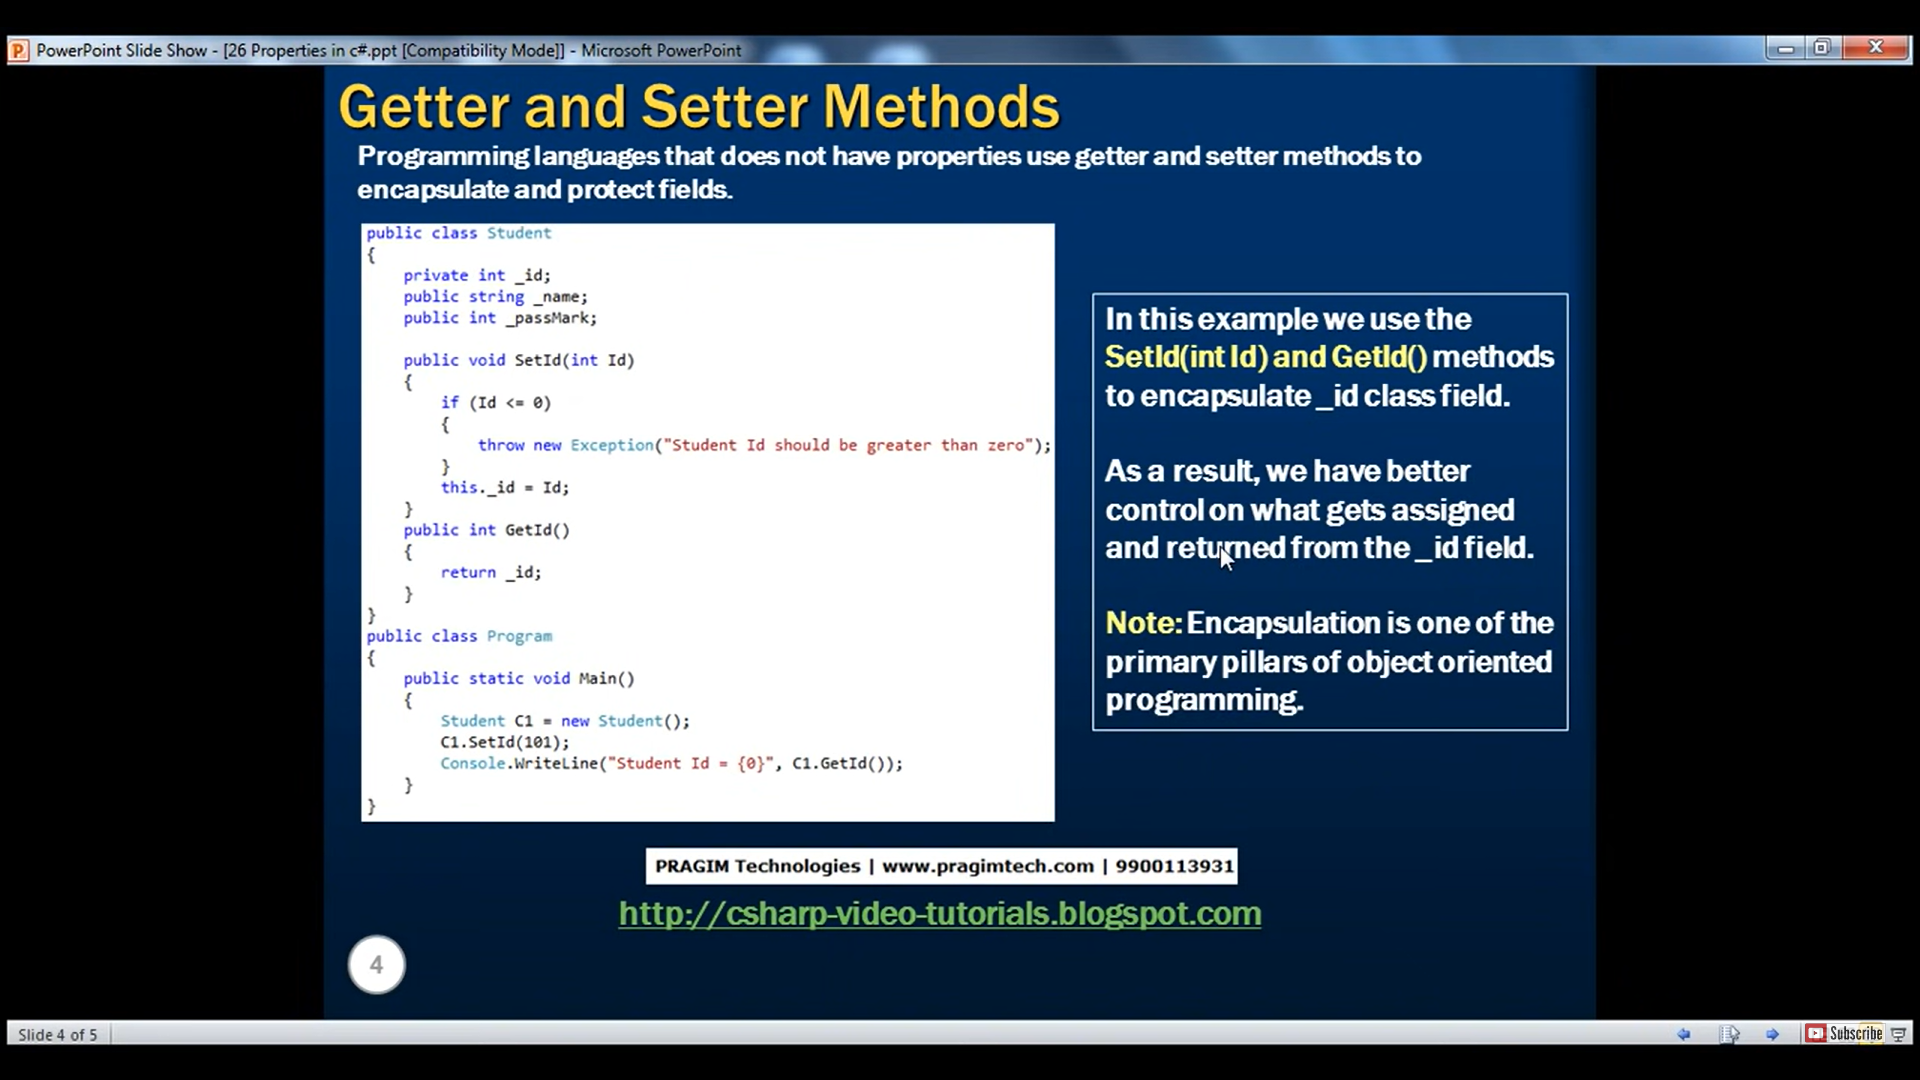 PowerPoint Slide Show - [26 Properties in c#.ppt [Compatibility Mode]] - Microsoft PowerPoint
Getter and Setter Methods
Programming languages that does not have properties use getter and setter methods to
encapsulate and protect fields.
public class Student
{
    private int _id;
    public string _name;
    public int _passMark;
    public void SetId(int Id)
    {
        if (Id <= 0)
        {
            throw new Exception("Student Id should be greater than zero");
        }
        this._id = Id;
    }
    public int GetId()
    {
        return _id;
    }
}
public class Program
{
    public static void Main()
    {
        Student C1 = new Student();
        C1.SetId(101);
        Console.WriteLine("Student Id = {0}", C1.GetId());
    }
}
In this example we use the
SetId(int Id) and GetId() methods
to encapsulate _id class field.
As a result, we have better
control on what gets assigned
and returned from the _id field.
Note: Encapsulation is one of the
primary pillars of object oriented
programming.
PRAGIM Technologies | www.pragimtech.com | 9900113931
http://csharp-video-tutorials.blogspot.com
4
Slide 4 of 5
Subscribe